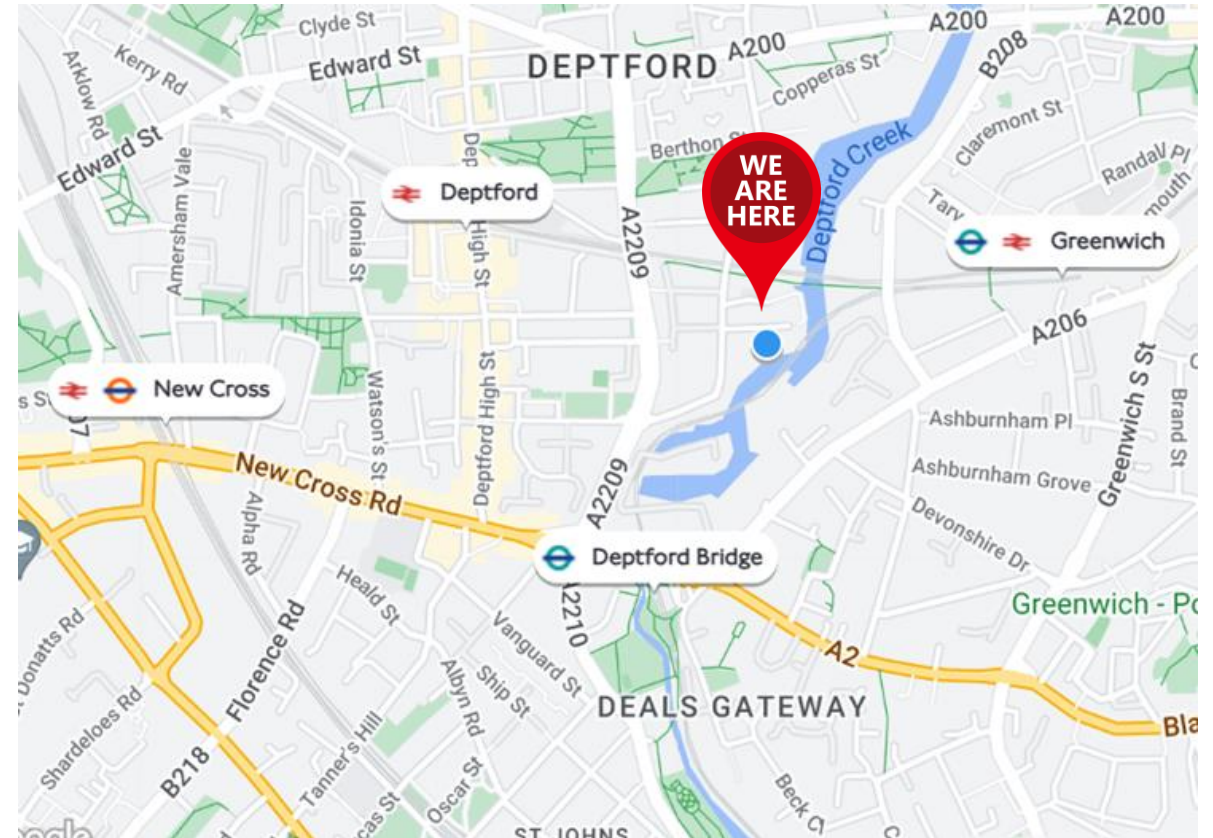 Clyde St
A200
A200
Kerry Rd
Arklow Rd
Edward St
DEPTFORD
A200
B208
Copperas St
Claremont St
Edward St
Berthon
Deptford Creek
Randall Pl
WE
ARE
HERE
Amersham Vale
Deptford
Idonia St
High St
A2209
Greenwich
A206
New Cross
Watson's St
Deptford High St
Greenwich S St
Brand St
Ashburnham Pl
New Cross Rd
Ashburnham Grove
Alpha Rd
A2209
Devonshire Dr
Deptford Bridge
Heald St
A2210
Greenwich - Po
Donatts Rd
Florence Rd
Vanguard St
A2
Ship St
Albyn Rd
DEALS GATEWAY
Bla
Shardeloes Rd
B218
Tanner's Hill
Oscar St
Beck Cl
ST JOHNS